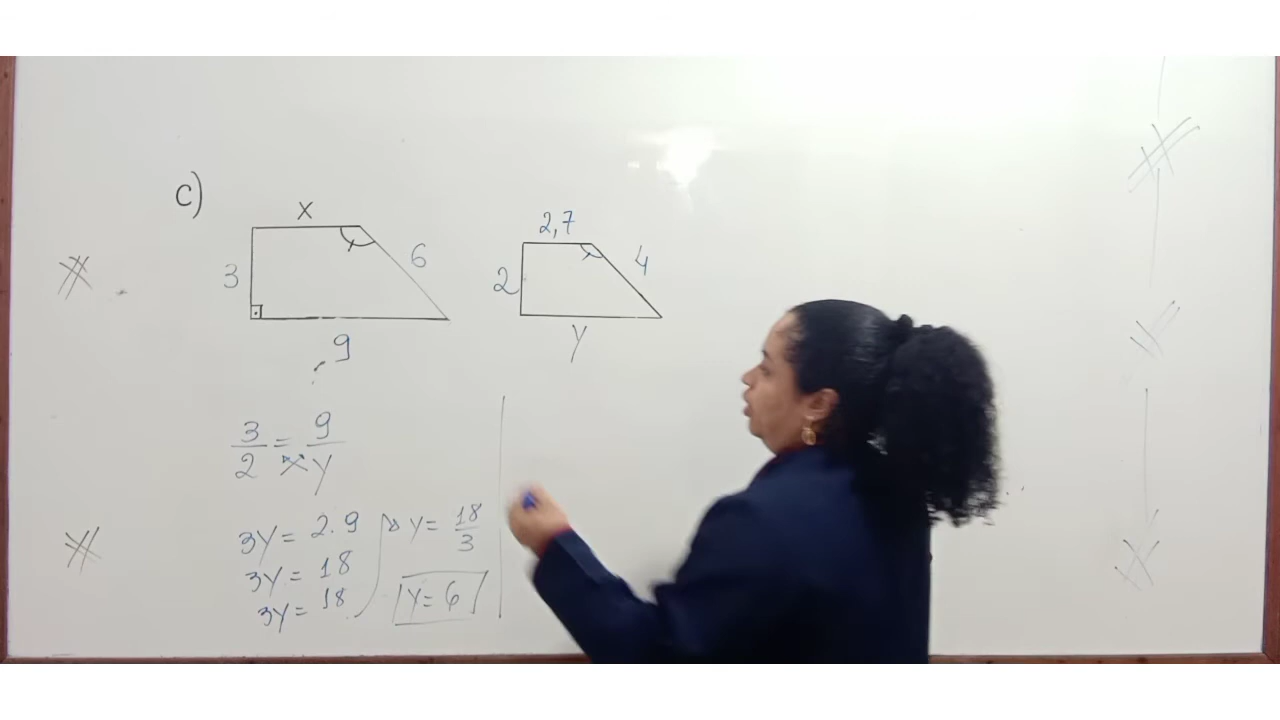 c)
x
3
6
9
2,7
2
4
y
3/2 = 9/y
3y = 2.9
3y = 18
3y = 18
y = 18/3
y = 6